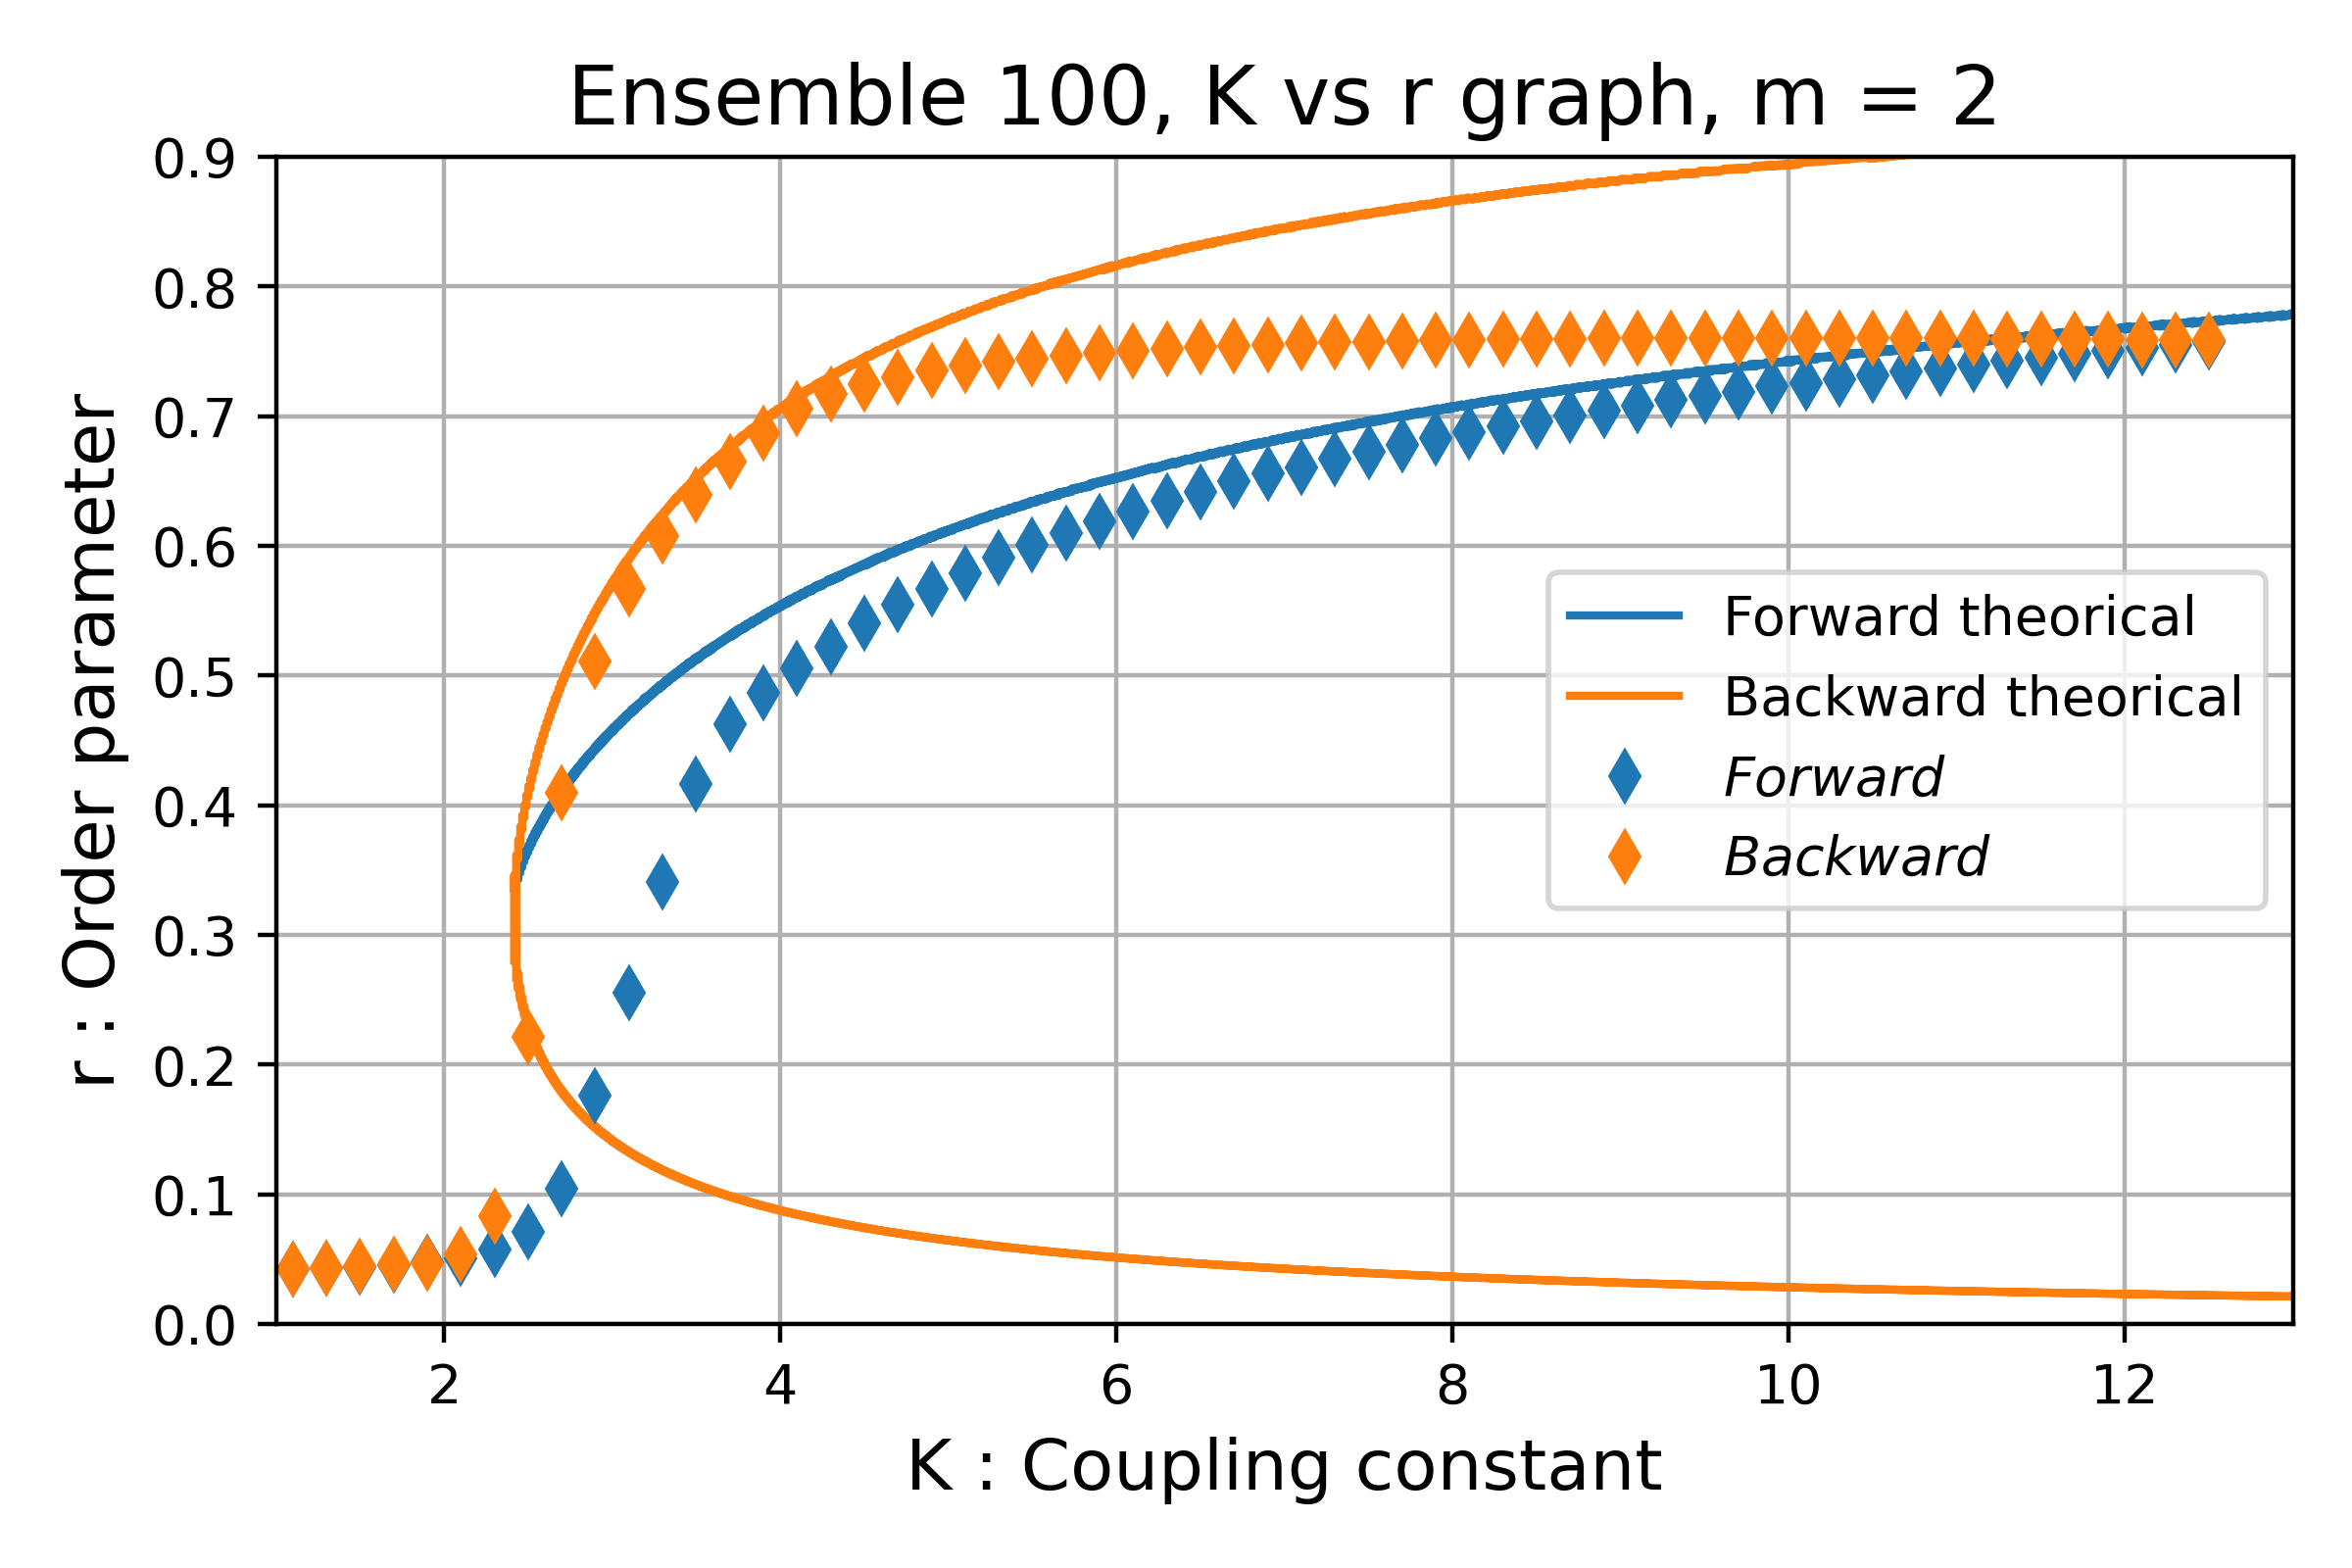 Ensemble 100, K vs r graph, m = 2
0.9
0.8
0.7
0.6
0.5
0.4
0.3
0.2
0.1
0.0
r : Order parameter
Forward theorical
Backward theorical
Forward
Backward
2 4 6 8 10 12
K : Coupling constant